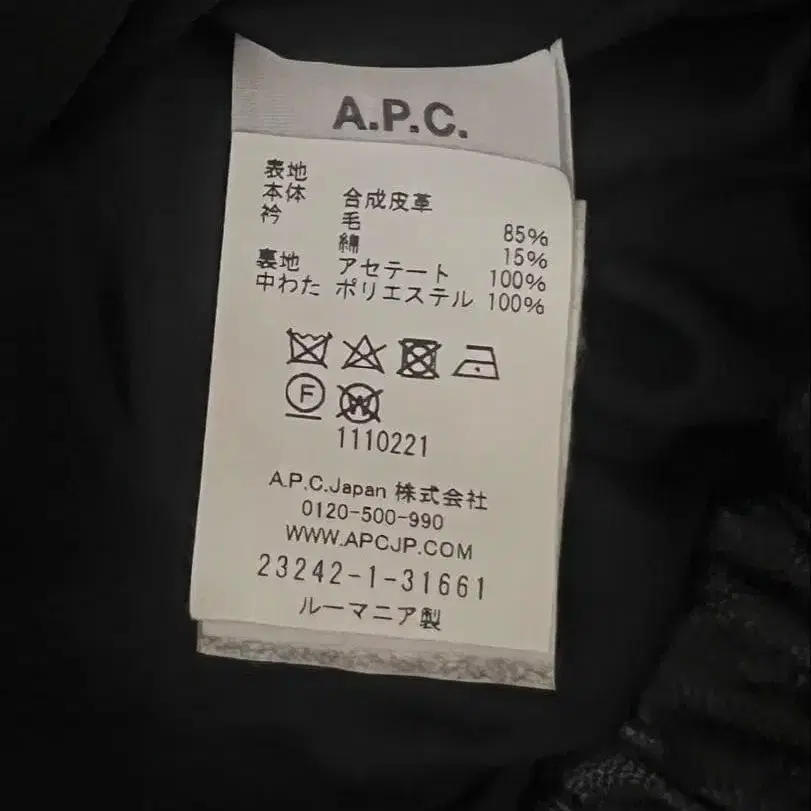 A.P.C.
表地
本体 合成皮革
衿 毛 85%
綿 15%
裏地 アセテート 100%
中わた ポリエステル 100%
F
W
1110221
A.P.C.Japan 株式会社
0120-500-990
WWW.APCJP.COM
23242-1-31661
ルーマニア製